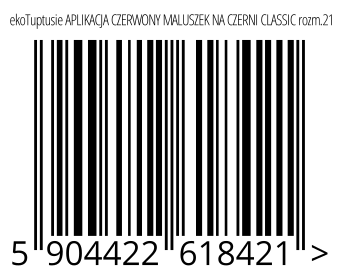 ekoTuptusie APLIKACJA CZERWONY MALUSZEK NA CZERNI CLASSIC rozm.21
5 904422 618421 >